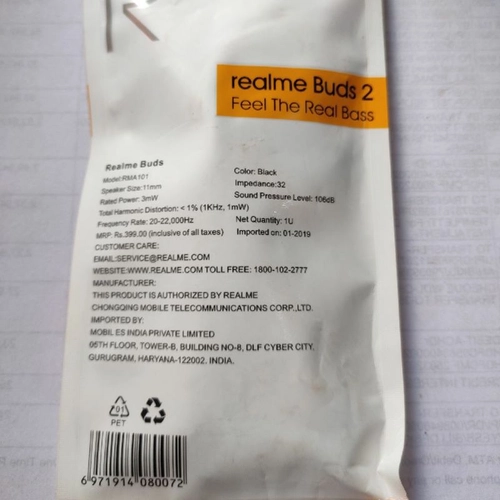 R
realme Buds 2
Feel The Real Bass
Realme Buds
Model:RMA101
Speaker Size:11mm
Rated Power: 3mW
Color: Black
Impedance:32
Sound Pressure Level: 106dB
Total Harmonic Distortion: < 1% (1KHz, 1mW)
Frequency Rate: 20-22,000Hz
Net Quantity: 1U
MRP: Rs.399.00 (inclusive of all taxes)
Imported on: 01-2019
CUSTOMER CARE:
EMAIL:SERVICE@REALME.COM
WEBSITE:WWW.REALME.COM TOLL FREE: 1800-102-2777
MANUFACTURER:
THIS PRODUCT IS AUTHORIZED BY REALME
CHONGQING MOBILE TELECOMMUNICATIONS CORP.,LTD.
IMPORTED BY:
MOBIL ES INDIA PRIVATE LIMITED
05TH FLOOR, TOWER-B, BUILDING NO-8, DLF CYBER CITY,
GURUGRAM, HARYANA-122002. INDIA.
01
PET
6 971914 080072